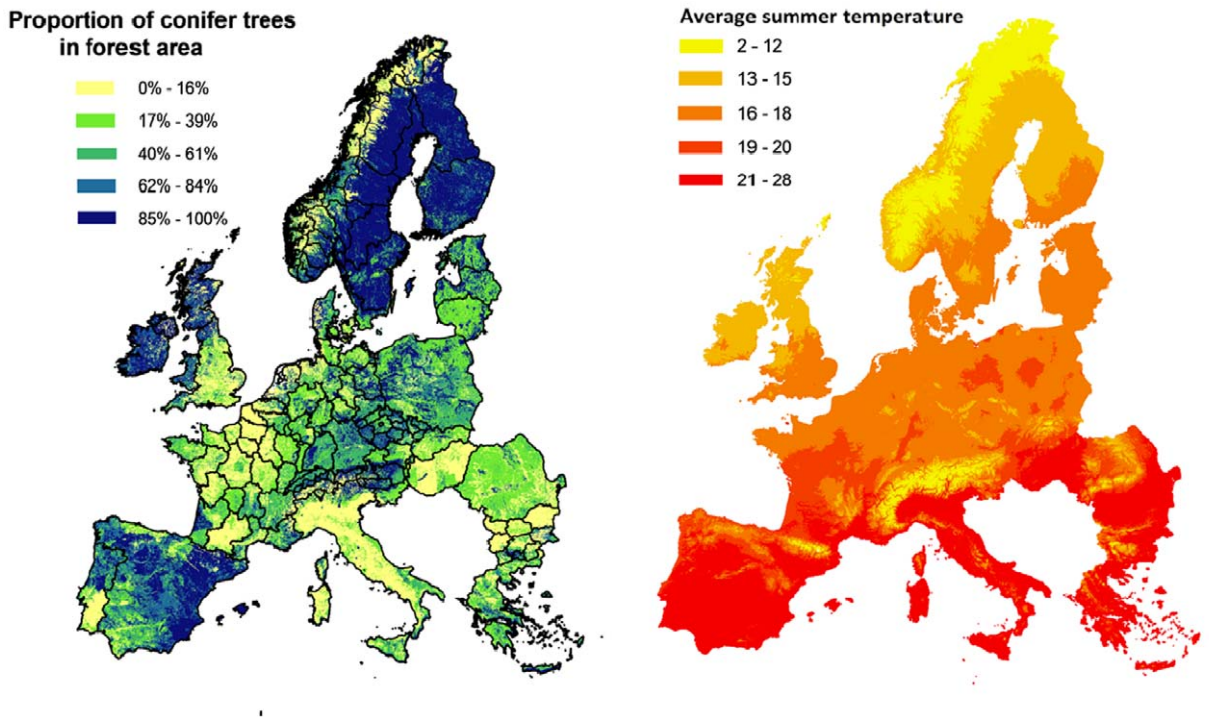 Proportion of conifer trees
in forest area
0% - 16%
17% - 39%
40% - 61%
62% - 84%
85% - 100%
Average summer temperature
2 - 12
13 - 15
16 - 18
19 - 20
21 - 28